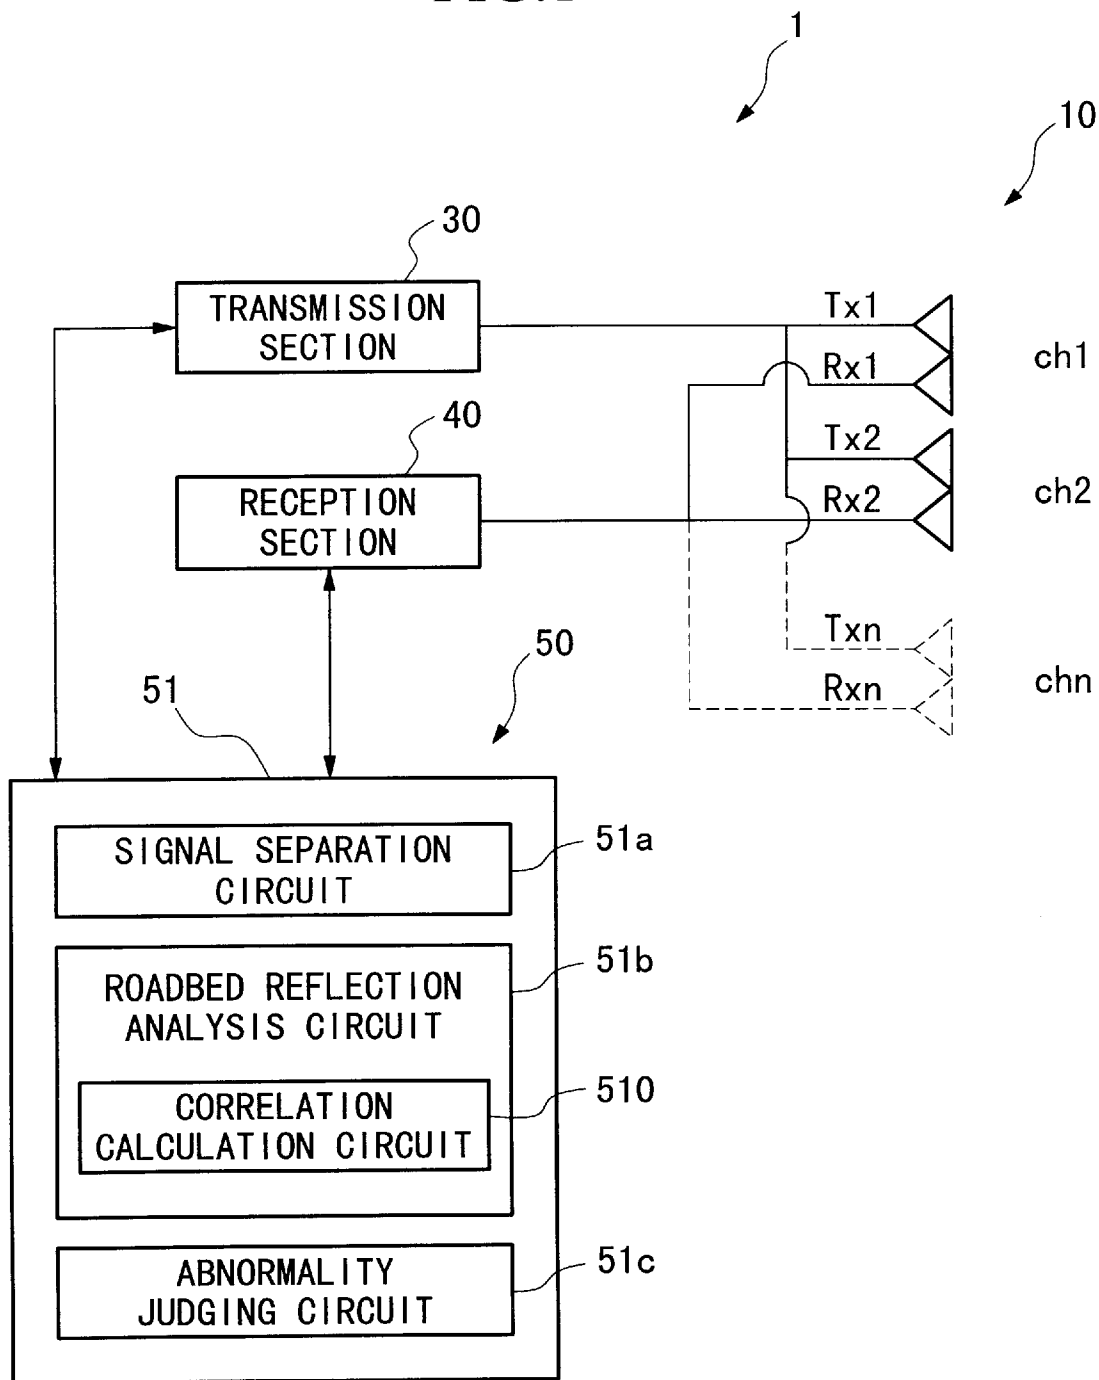 1
10
30
TRANSMISSION
SECTION
Tx1
Rx1
ch1
40
RECEPTION
SECTION
Tx2
Rx2
ch2
Txn
Rxn
chn
50
51
SIGNAL SEPARATION
CIRCUIT
51a
ROADBED REFLECTION
ANALYSIS CIRCUIT
51b
CORRELATION
CALCULATION CIRCUIT
510
ABNORMALITY
JUDGING CIRCUIT
51c